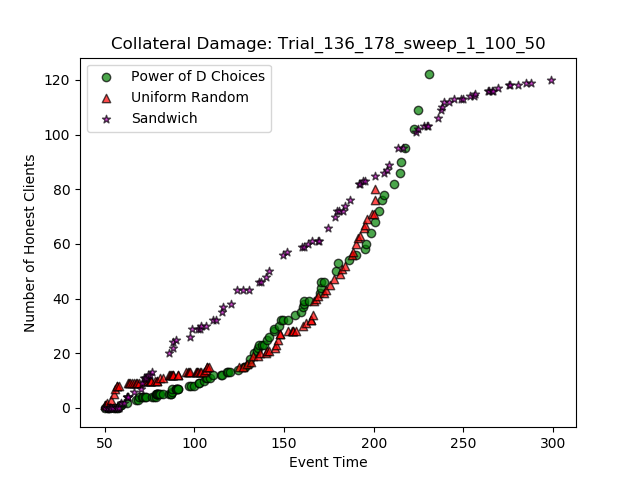 Collateral Damage: Trial_136_178_sweep_1_100_50
Power of D Choices
Uniform Random
Sandwich
Number of Honest Clients
120
100
80
60
40
20
0
50
100
150
200
250
300
Event Time